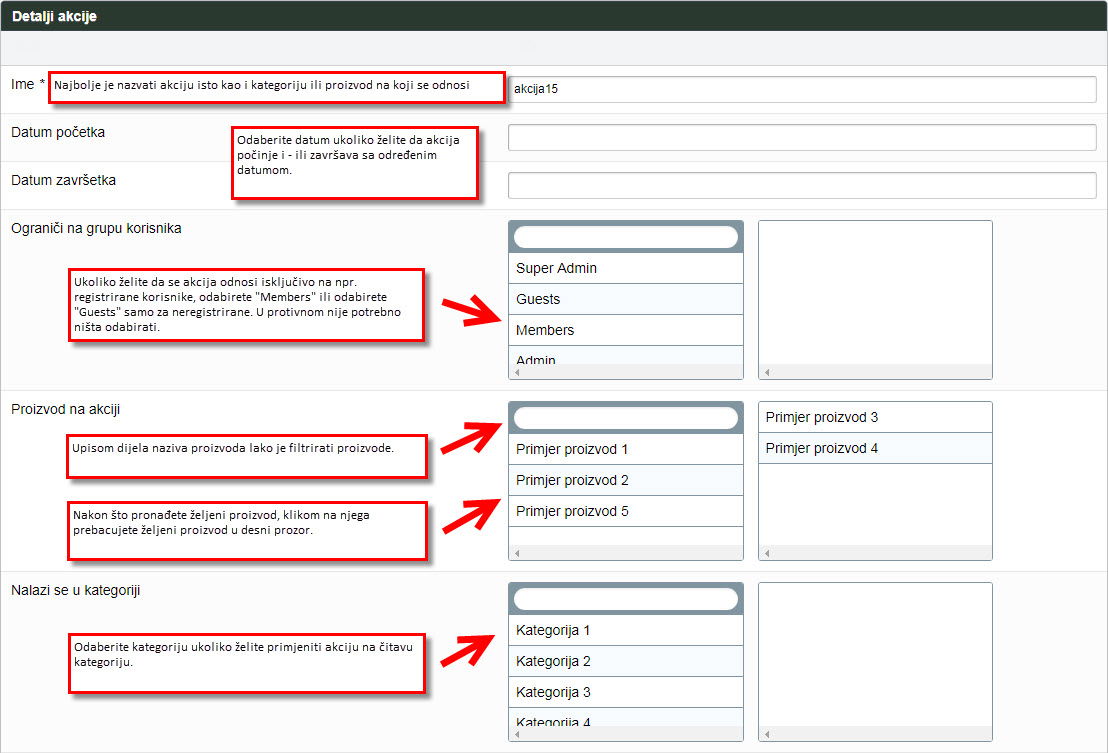 Detalji akcije
Ime *
Najbolje je nazvati akciju isto kao i kategoriju ili proizvod na koji se odnosi
akcija15
Datum početka
Odaberite datum ukoliko želite da akcija
počinje i - ili završava sa određenim
datumom.
Datum završetka
Ograniči na grupu korisnika
Ukoliko želite da se akcija odnosi isključivo na npr.
registrirane korisnike, odabirete "Members" ili odabirete
"Guests" samo za neregistrirane. U protivnom nije potrebno
ništa odabirati.
Super Admin
Guests
Members
Admin
Proizvod na akciji
Upisom dijela naziva proizvoda lako je filtrirati proizvode.
Nakon što pronađete željeni proizvod, klikom na njega
prebacujete željeni proizvod u desni prozor.
Primjer proizvod 1
Primjer proizvod 2
Primjer proizvod 5
Primjer proizvod 3
Primjer proizvod 4
Nalazi se u kategoriji
Odaberite kategoriju ukoliko želite primjeniti akciju na čitavu
kategoriju.
Kategorija 1
Kategorija 2
Kategorija 3
Kategorija 4